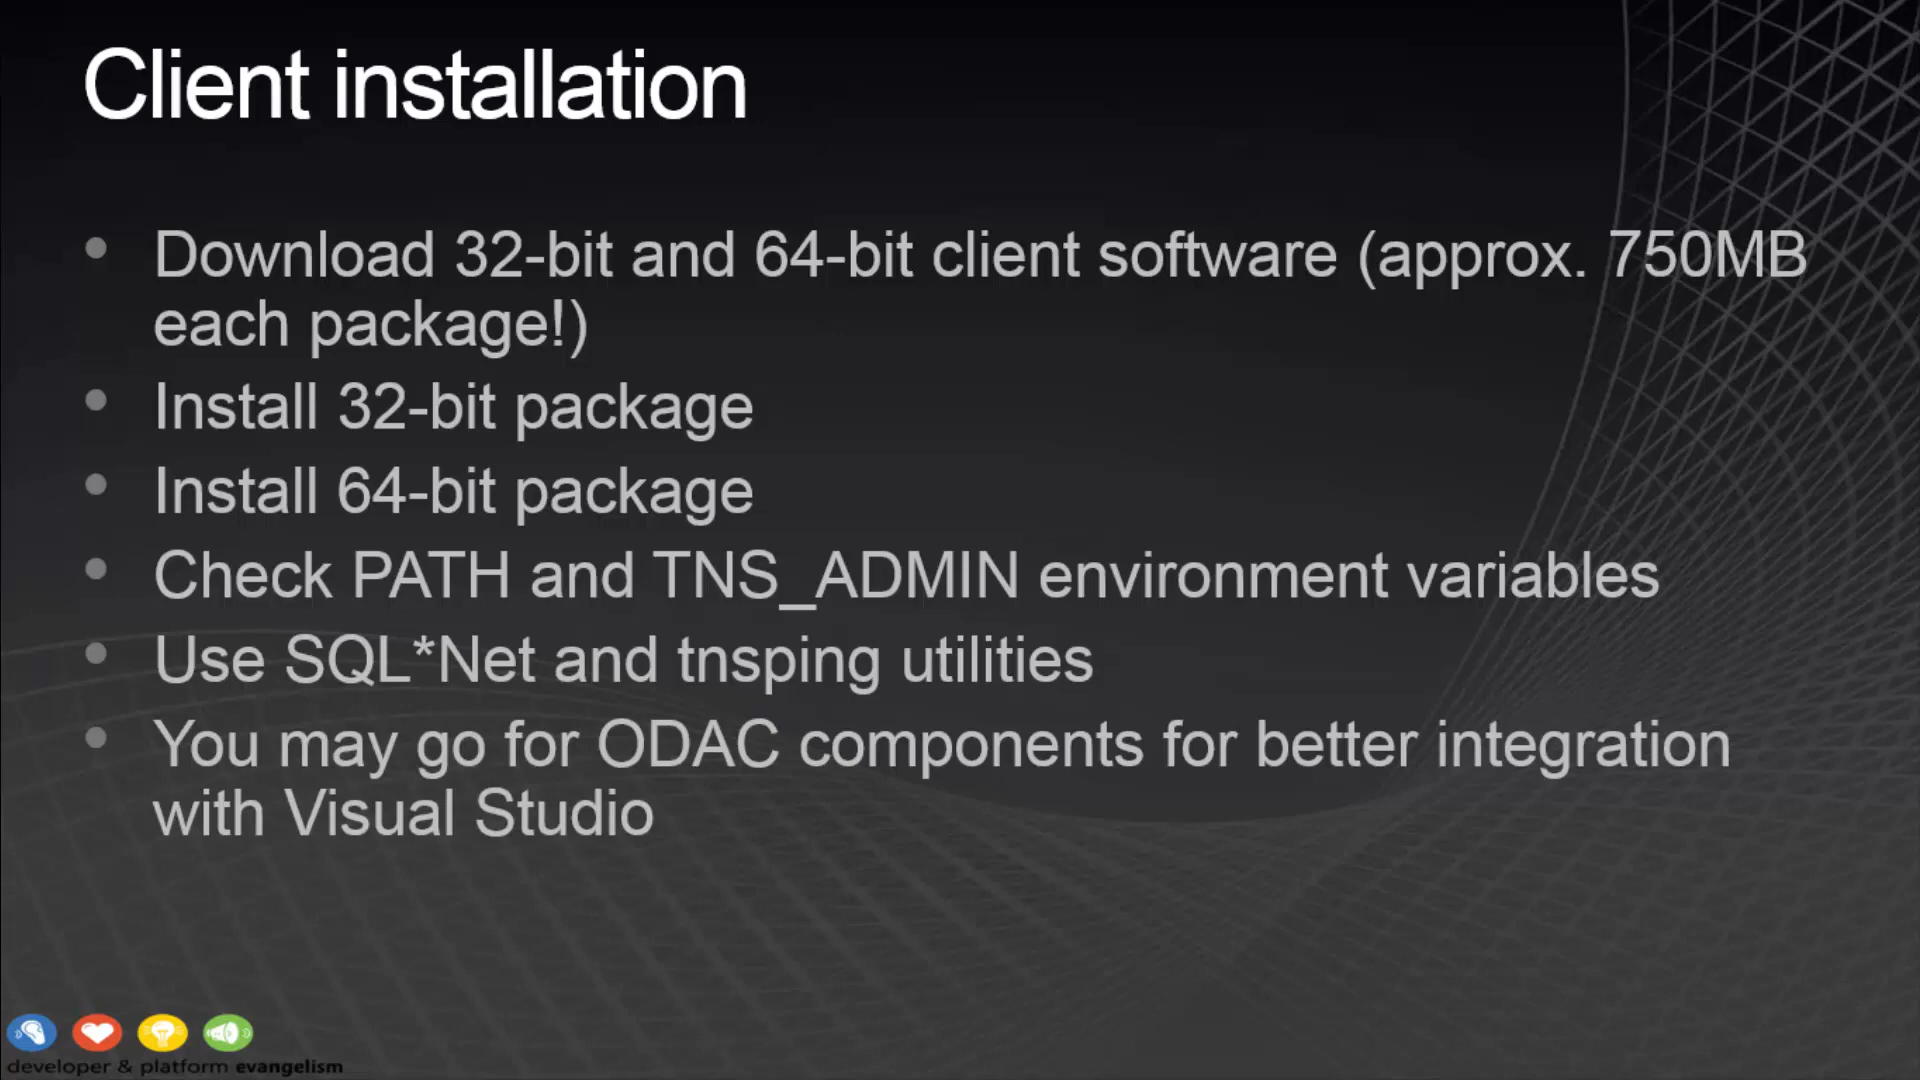 Client installation
Download 32-bit and 64-bit client software (approx. 750MB
each package!)
Install 32-bit package
Install 64-bit package
Check PATH and TNS_ADMIN environment variables
Use SQL*Net and tnsping utilities
You may go for ODAC components for better integration
with Visual Studio
developer & platform evangelism